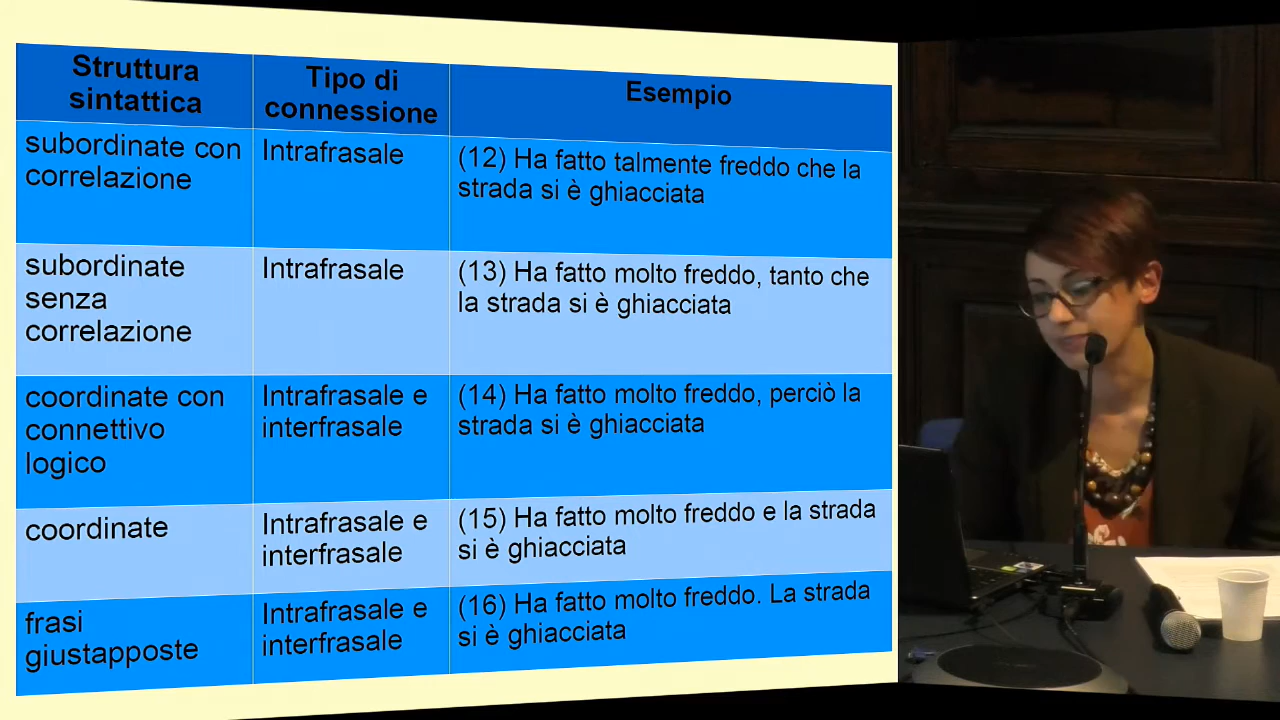 Struttura sintattica
Tipo di connessione
Esempio
subordinate con correlazione
Intrafrasale
(12) Ha fatto talmente freddo che la
strada si è ghiacciata
subordinate senza correlazione
Intrafrasale
(13) Ha fatto molto freddo, tanto che
la strada si è ghiacciata
coordinate con connettivo logico
Intrafrasale e interfrasale
(14) Ha fatto molto freddo, perciò la
strada si è ghiacciata
coordinate
Intrafrasale e interfrasale
(15) Ha fatto molto freddo e la strada
si è ghiacciata
frasi giustapposte
Intrafrasale e interfrasale
(16) Ha fatto molto freddo. La strada
si è ghiacciata